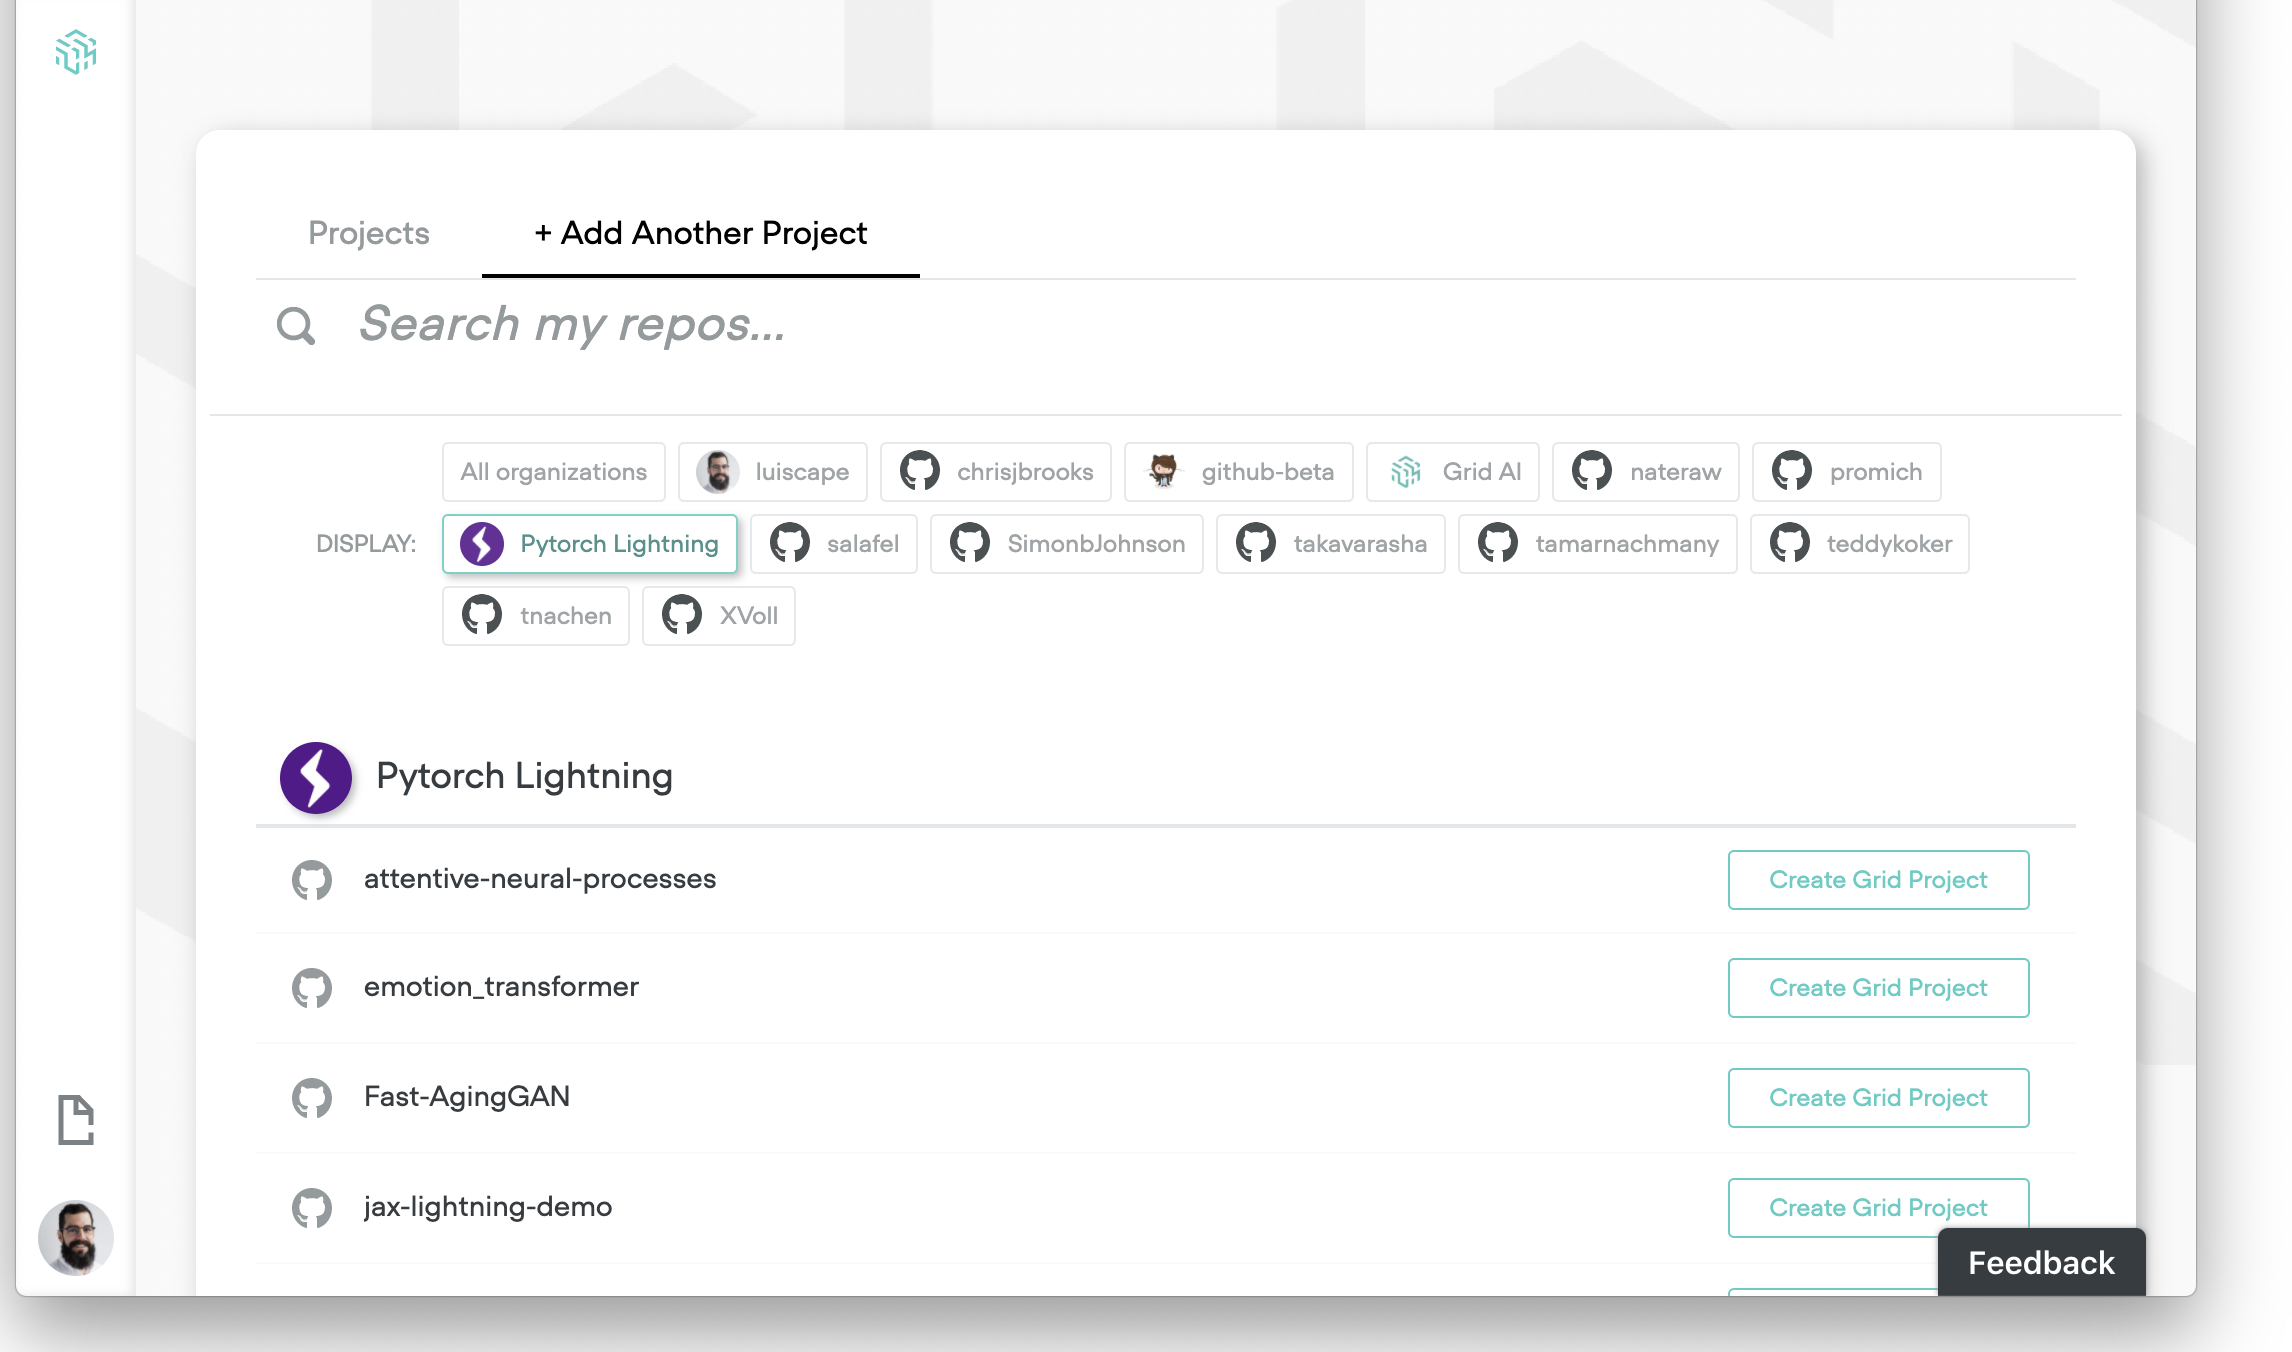 Projects + Add Another Project
Search my repos...
All organizations luiscape chrisjbrooks github-beta Grid AI nateraw promich
DISPLAY: Pytorch Lightning salafel SimonbJohnson takavarasha tamarnachmany teddykoker
tnachen XVoll
Pytorch Lightning
attentive-neural-processes Create Grid Project
emotion_transformer Create Grid Project
Fast-AgingGAN Create Grid Project
jax-lightning-demo Create Grid Project
Feedback